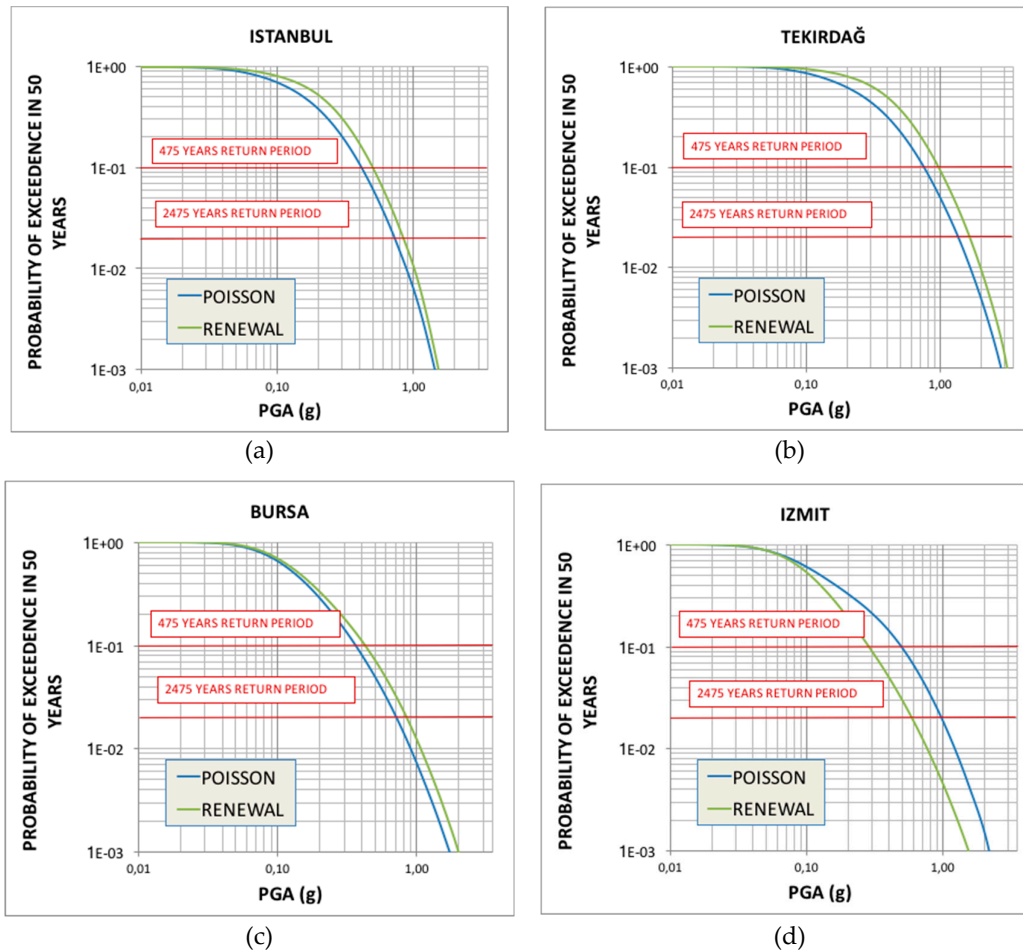 ISTANBUL
PROBABILITY OF EXCEEDENCE IN 50
YEARS
1E+00
475 YEARS RETURN PERIOD
1E-01
2475 YEARS RETURN PERIOD
1E-02
POISSON
RENEWAL
1E-03
0,01 0,10 1,00
PGA (g)
(a)
TEKIRDAĞ
PROBABILITY OF EXCEEDENCE IN 50
YEARS
1E+00
475 YEARS RETURN PERIOD
1E-01
2475 YEARS RETURN PERIOD
1E-02
POISSON
RENEWAL
1E-03
0,01 0,10 1,00
PGA (g)
(b)
BURSA
PROBABILITY OF EXCEEDENCE IN 50
YEARS
1E+00
475 YEARS RETURN PERIOD
1E-01
2475 YEARS RETURN PERIOD
1E-02
POISSON
RENEWAL
1E-03
0,01 0,10 1,00
PGA (g)
(c)
IZMIT
PROBABILITY OF EXCEEDENCE IN 50
YEARS
1E+00
475 YEARS RETURN PERIOD
1E-01
2475 YEARS RETURN PERIOD
1E-02
POISSON
RENEWAL
1E-03
0,01 0,10 1,00
PGA (g)
(d)